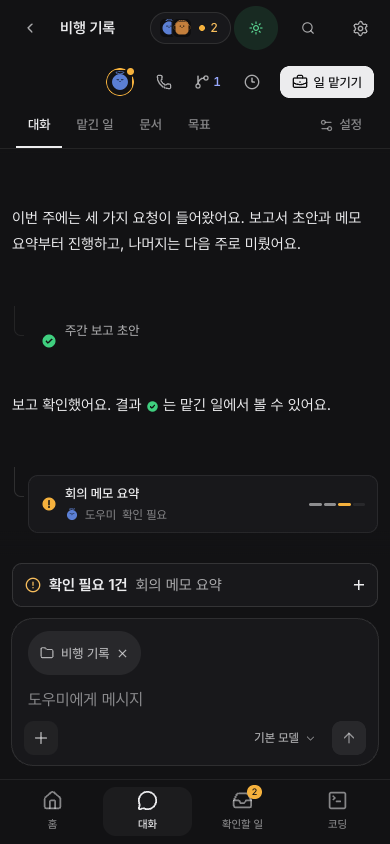 비행 기록
2
1
일 맡기기
대화
맡긴 일
문서
목표
설정
이번 주에는 세 가지 요청이 들어왔어요. 보고서 초안과 메모
요약부터 진행하고, 나머지는 다음 주로 미뤘어요.
주간 보고 초안
보고 확인했어요. 결과 는 맡긴 일에서 볼 수 있어요.
회의 메모 요약
도우미 확인 필요
확인 필요 1건 회의 메모 요약
비행 기록
도우미에게 메시지
기본 모델
2
홈
대화
확인할 일
코딩